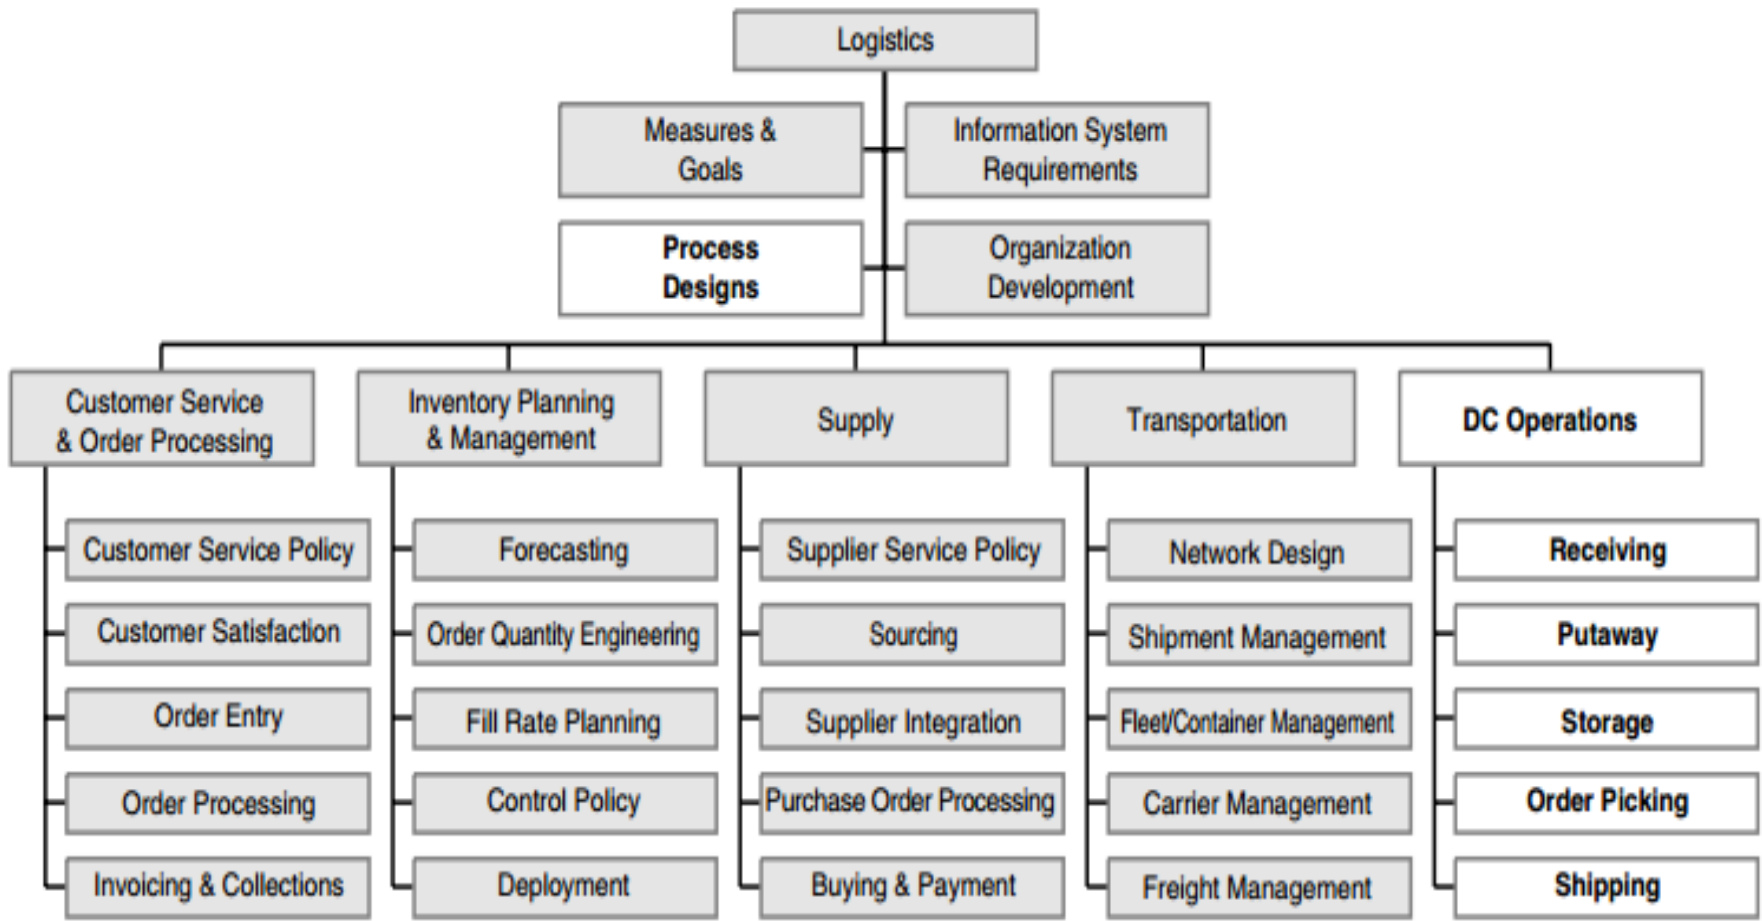 Logistics
Measures &
Goals
Information System
Requirements
Process
Designs
Organization
Development
Customer Service
& Order Processing
Inventory Planning
& Management
Supply
Transportation
DC Operations
Customer Service Policy
Forecasting
Supplier Service Policy
Network Design
Receiving
Customer Satisfaction
Order Quantity Engineering
Sourcing
Shipment Management
Putaway
Order Entry
Fill Rate Planning
Supplier Integration
Fleet/Container Management
Storage
Order Processing
Control Policy
Purchase Order Processing
Carrier Management
Order Picking
Invoicing & Collections
Deployment
Buying & Payment
Freight Management
Shipping